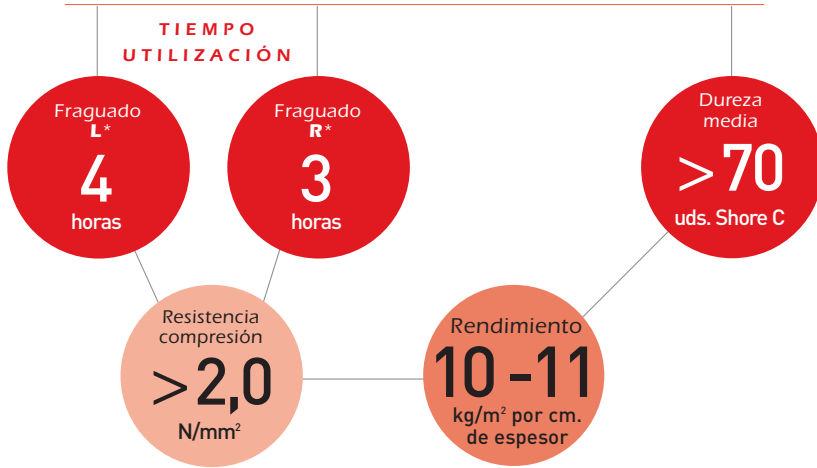 TIEMPO
UTILIZACIÓN
Fraguado
L*
4
horas
Fraguado
R*
3
horas
Dureza
media
>70
uds. Shore C
Resistencia
compresión
>2,0
N/mm²
Rendimiento
10-11
kg/m² por cm.
de espesor